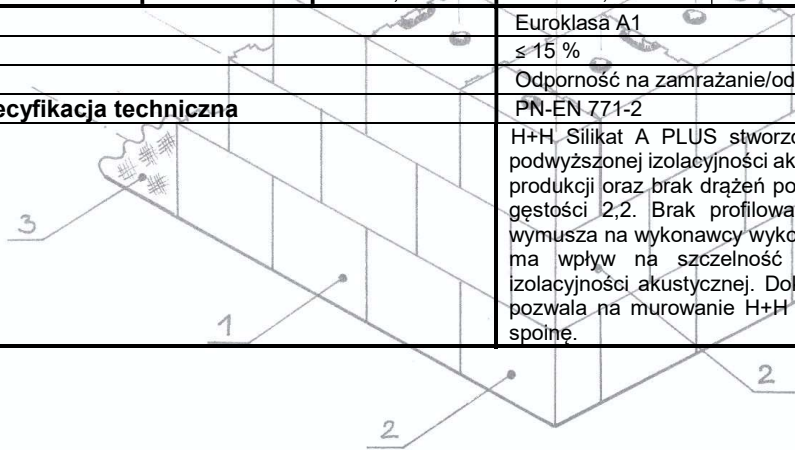 Euroklasa A1
≤ 15 %
Odporność na zamrażanie/od
ecyfikacja techniczna
PN-EN 771-2
H+H Silikat A PLUS stworzo
podwyższonej izolacyjności ak
produkcji oraz brak drążeń po
gęstości 2,2. Brak profilowa
wymusza na wykonawcy wyko
ma wpływ na szczelność
izolacyjności akustycznej. Dok
pozwala na murowanie H+H
spoinę.
3
1
2
2